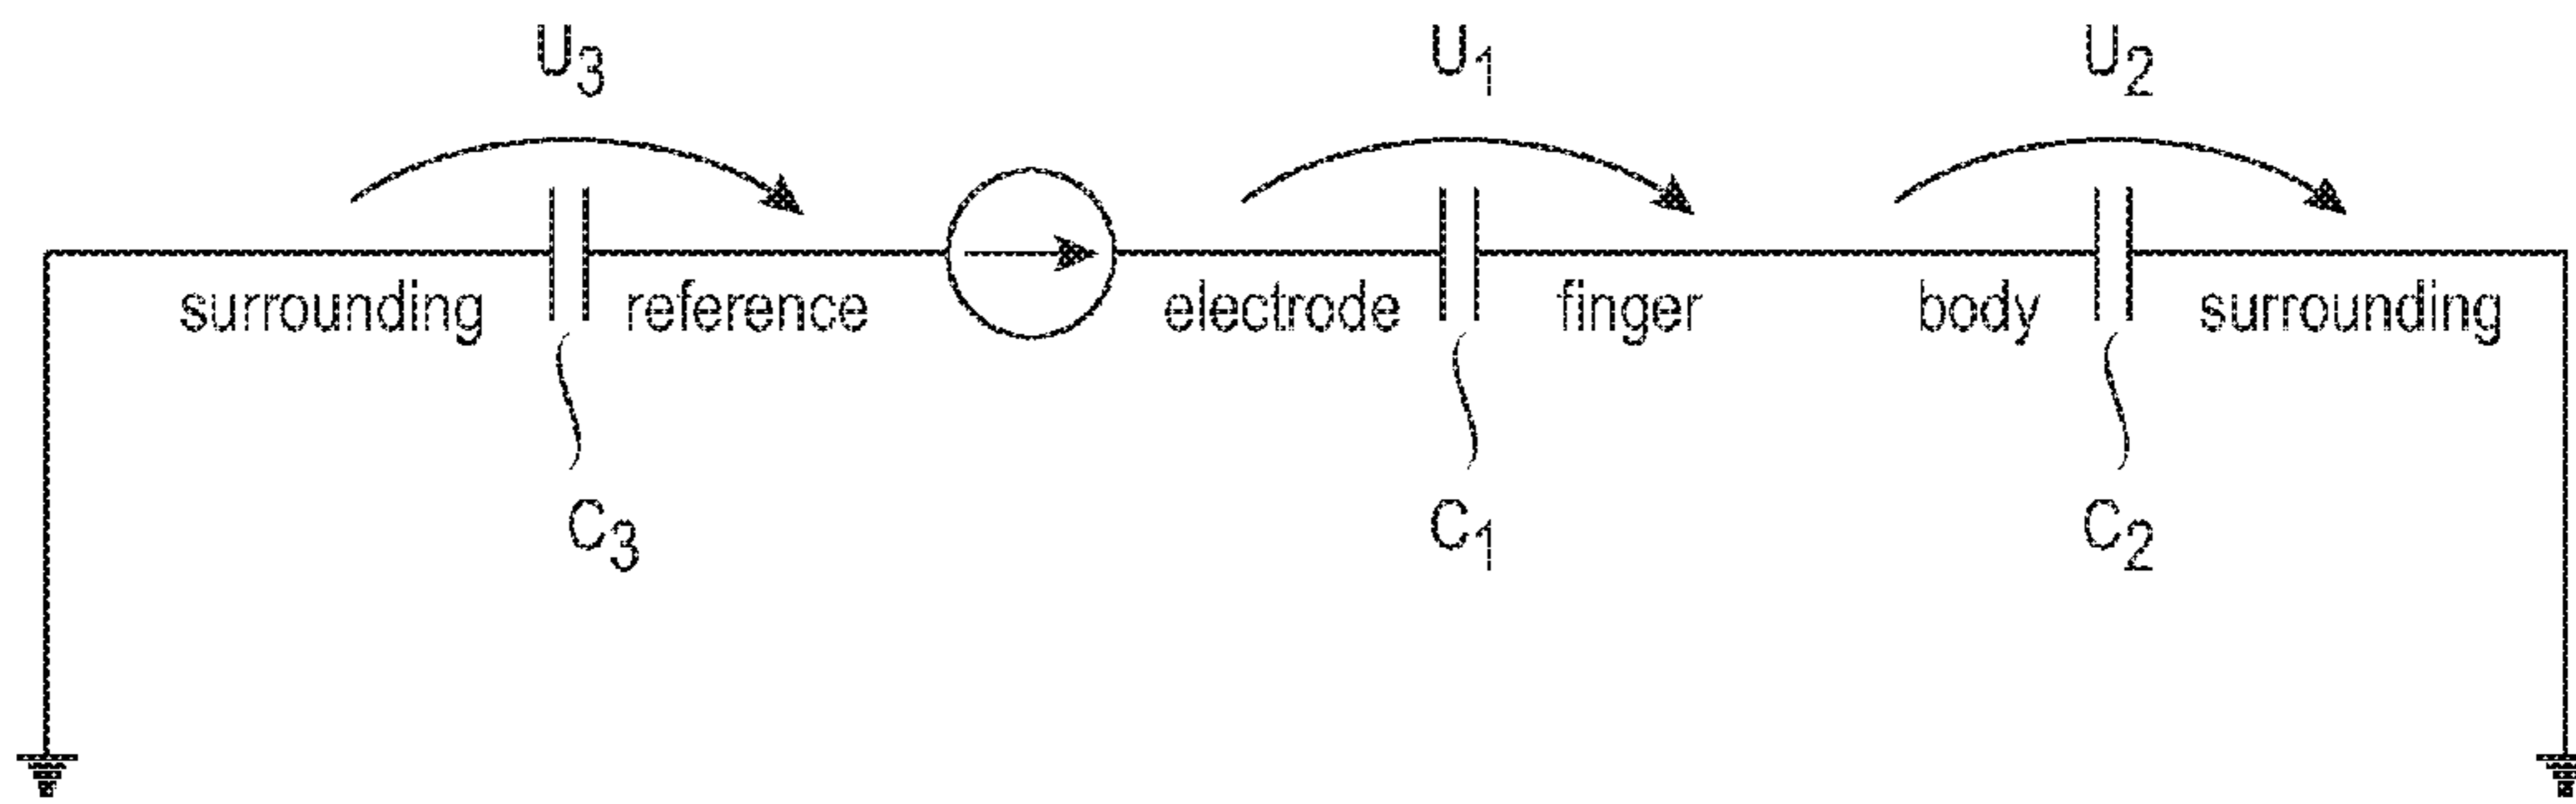 U3 U1 U2
surrounding reference electrode finger body surrounding
C3 C1 C2